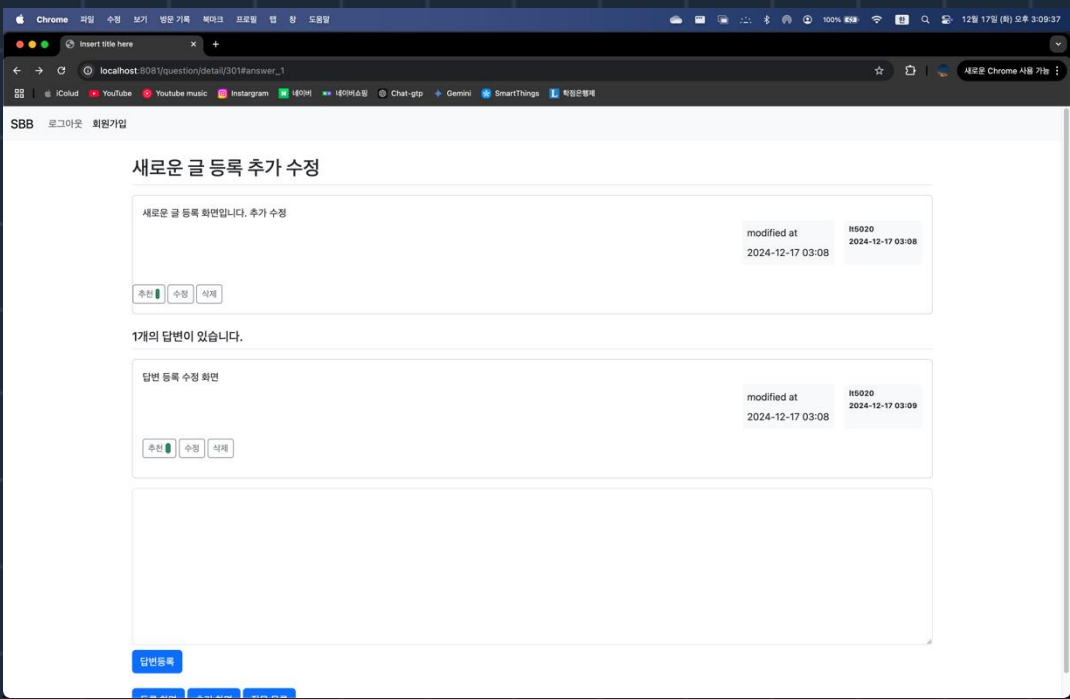 Chrome 파일 수정 보기 방문 기록 북마크 프로필 탭 창 도움말 100% 한 12월 17일 (화) 오후 3:09:37
Insert title here
localhost:8081/question/detail/301#answer_1 새로운 Chrome 사용 가능
iColud YouTube Youtube music Instargram 네이버 네이버쇼핑 Chat-gtp Gemini SmartThings 학점은행제
SBB 로그아웃 회원가입
새로운 글 등록 추가 수정
새로운 글 등록 화면입니다. 추가 수정
modified at
2024-12-17 03:08
lt5020
2024-12-17 03:08
추천 수정 삭제
1개의 답변이 있습니다.
답변 등록 수정 화면
modified at
2024-12-17 03:08
lt5020
2024-12-17 03:09
추천 수정 삭제
답변등록